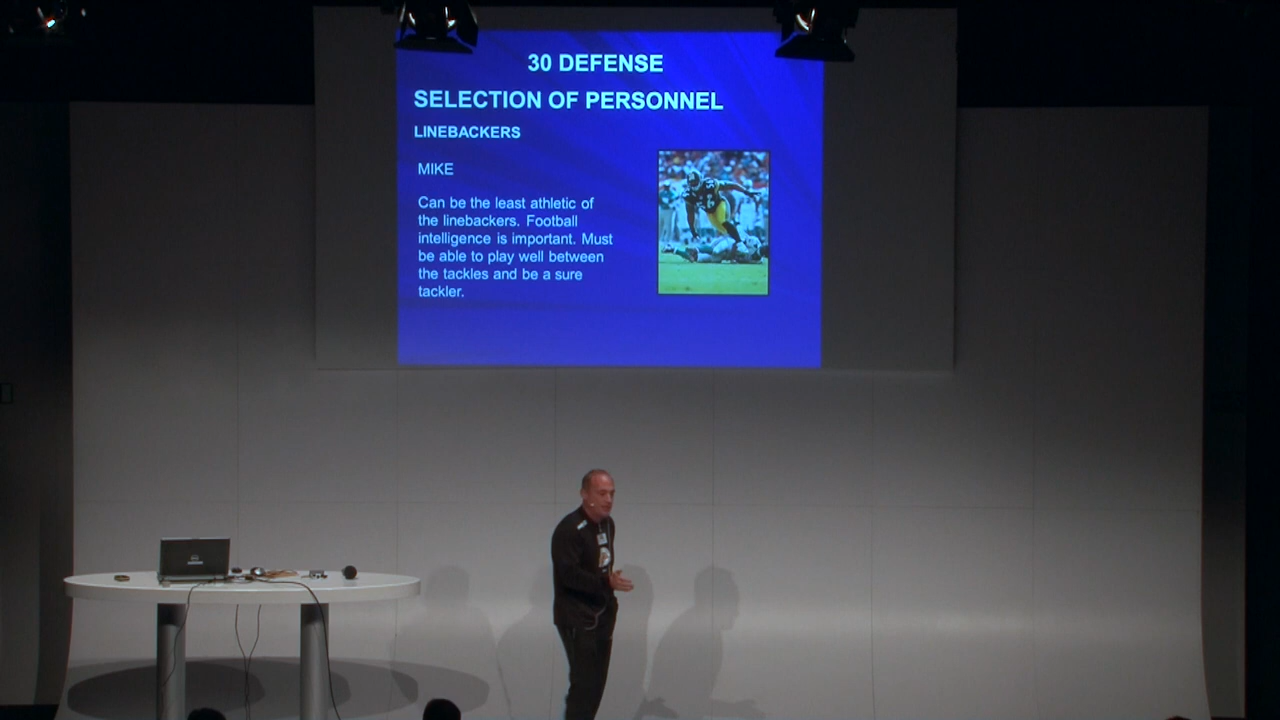 30 DEFENSE
SELECTION OF PERSONNEL
LINEBACKERS
MIKE
Can be the least athletic of
the linebackers. Football
intelligence is important. Must
be able to play well between
the tackles and be a sure
tackler.